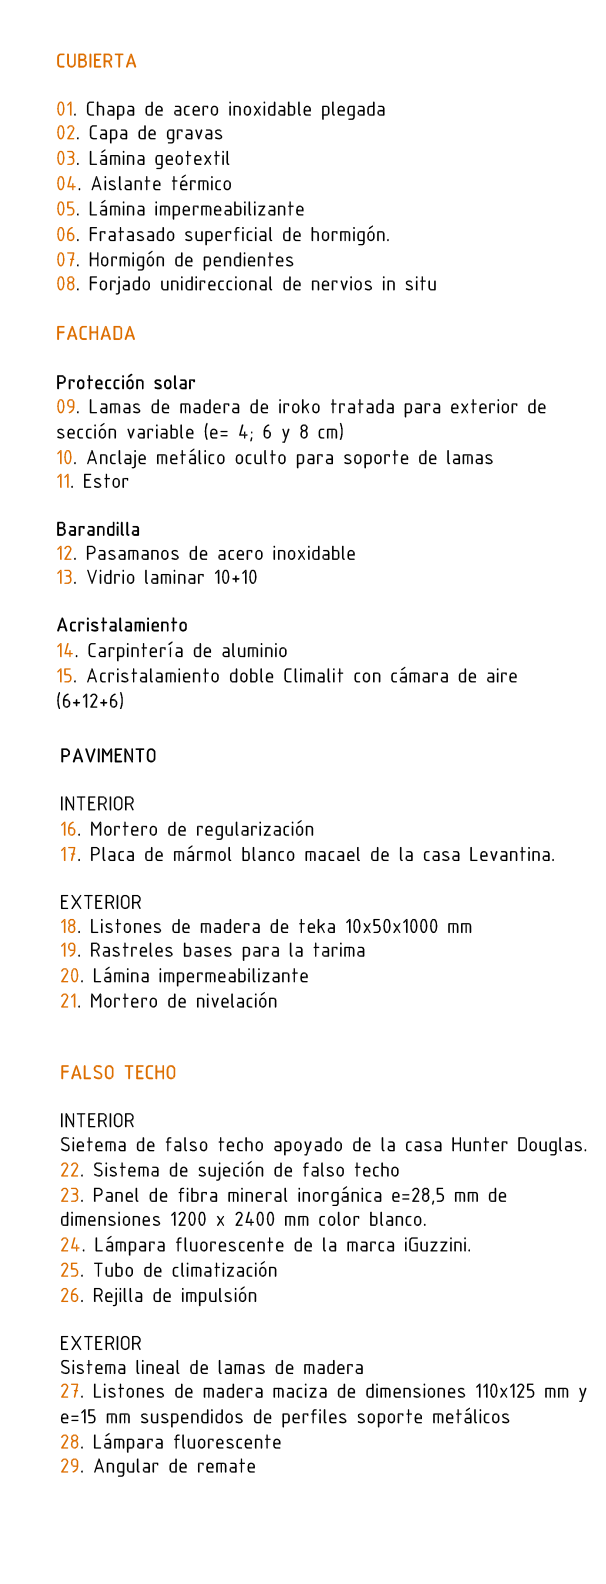 CUBIERTA
01. Chapa de acero inoxidable plegada
02. Capa de gravas
03. Lámina geotextil
04. Aislante térmico
05. Lámina impermeabilizante
06. Fratasado superficial de hormigón.
07. Hormigón de pendientes
08. Forjado unidireccional de nervios in situ
FACHADA
Protección solar
09. Lamas de madera de iroko tratada para exterior de
sección variable (e= 4; 6 y 8 cm)
10. Anclaje metálico oculto para soporte de lamas
11. Estor
Barandilla
12. Pasamanos de acero inoxidable
13. Vidrio laminar 10+10
Acristalamiento
14. Carpintería de aluminio
15. Acristalamiento doble Climalit con cámara de aire
(6+12+6)
PAVIMENTO
INTERIOR
16. Mortero de regularización
17. Placa de mármol blanco macael de la casa Levantina.
EXTERIOR
18. Listones de madera de teka 10x50x1000 mm
19. Rastreles bases para la tarima
20. Lámina impermeabilizante
21. Mortero de nivelación
FALSO TECHO
INTERIOR
Sietema de falso techo apoyado de la casa Hunter Douglas.
22. Sistema de sujeción de falso techo
23. Panel de fibra mineral inorgánica e=28,5 mm de
dimensiones 1200 x 2400 mm color blanco.
24. Lámpara fluorescente de la marca iGuzzini.
25. Tubo de climatización
26. Rejilla de impulsión
EXTERIOR
Sistema lineal de lamas de madera
27. Listones de madera maciza de dimensiones 110x125 mm y
e=15 mm suspendidos de perfiles soporte metálicos
28. Lámpara fluorescente
29. Angular de remate